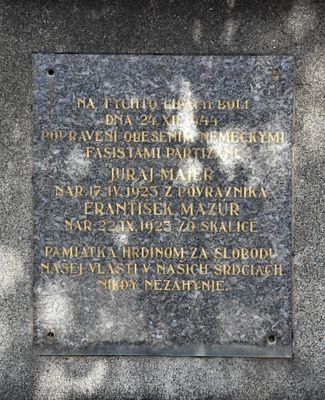 NA TÝCHTO LIPÁCH BOLI
DŇA 24. XII. 1944
POPRAVENÍ OBESENÍM NEMECKÝMI
FAŠISTAMI PARTIZÁNI
JURAJ MAJER
NAR. 17. IV. 1923 Z POVRAZNÍKA
FRANTIŠEK MAZÚR
NAR. 22. IX. 1923 ZO SKALICE
PAMIATKA HRDINOM ZA SLOBODU
NAŠEJ VLASTI V NAŠICH SRDCIACH
NIKDY NEZAHYNJE.